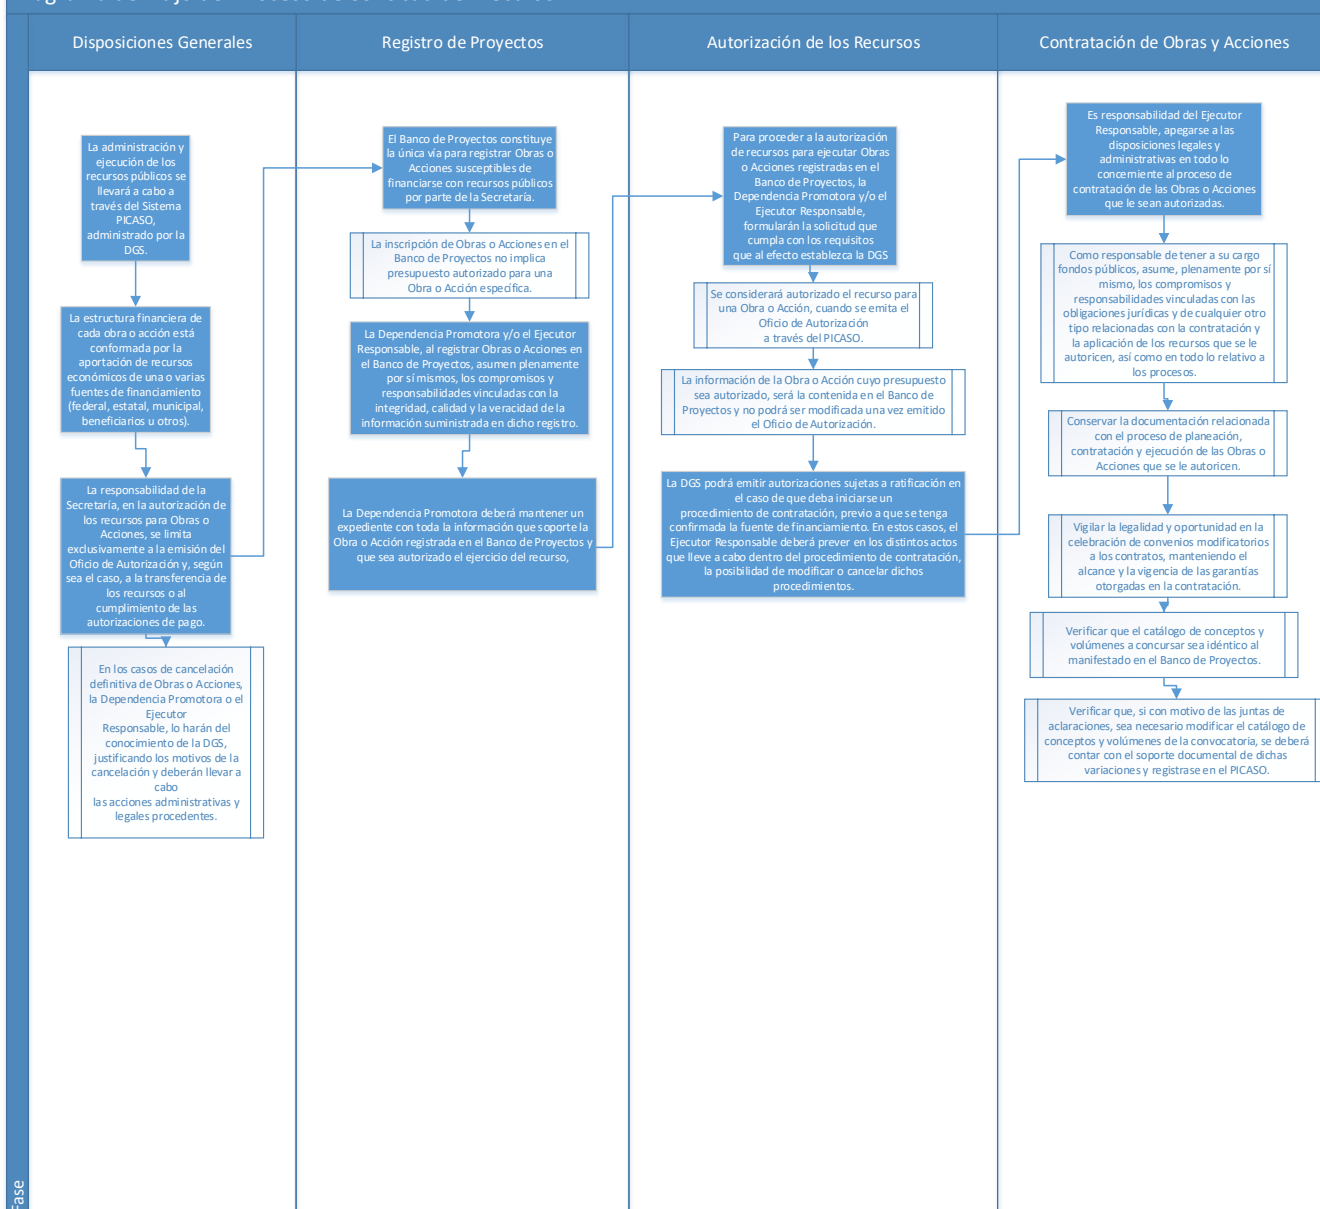 Disposiciones Generales
Registro de Proyectos
Autorización de los Recursos
Contratación de Obras y Acciones
La administración y
ejecución de los
recursos públicos se
llevará a cabo a
través del Sistema
PICASO,
administrado por la
DGS.
La estructura financiera de
cada obra o acción está
conformada por la
aportación de recursos
económicos de una o varias
fuentes de financiamiento
(federal, estatal, municipal,
beneficiarios u otros).
La responsabilidad de la
Secretaría, en la autorización de
los recursos para Obras o
Acciones, se limita
exclusivamente a la emisión del
Oficio de Autorización y, según
sea el caso, a la transferencia de
los recursos o al
cumplimiento de las
autorizaciones de pago.
En los casos de cancelación
definitiva de Obras o Acciones,
la Dependencia Promotora o el
Ejecutor
Responsable, lo harán del
conocimiento de la DGS,
justificando los motivos de la
cancelación y deberán llevar a
cabo
las acciones administrativas y
legales procedentes.
El Banco de Proyectos constituye
la única vía para registrar Obras o
Acciones susceptibles de
financiarse con recursos públicos
por parte de la Secretaría.
La inscripción de Obras o Acciones en el
Banco de Proyectos no implica
presupuesto autorizado para una
Obra o Acción específica.
La Dependencia Promotora y/o el Ejecutor
Responsable, al registrar Obras o Acciones en
el Banco de Proyectos, asumen plenamente
por sí mismos, los compromisos y
responsabilidades vinculadas con la
integridad, calidad y la veracidad de la
información suministrada en dicho registro.
La Dependencia Promotora deberá mantener un
expediente con toda la información que soporte la
Obra o Acción registrada en el Banco de Proyectos y
que sea autorizado el ejercicio del recurso,
Para proceder a la autorización
de recursos para ejecutar Obras
o Acciones registradas en el
Banco de Proyectos, la
Dependencia Promotora y/o el
Ejecutor Responsable,
formularán la solicitud que
cumpla con los requisitos
que al efecto establezca la DGS
Se considerará autorizado el recurso para
una Obra o Acción, cuando se emita el
Oficio de Autorización
a través del PICASO.
La información de la Obra o Acción cuyo presupuesto
sea autorizado, será la contenida en el Banco de
Proyectos y no podrá ser modificada una vez emitido
el Oficio de Autorización.
La DGS podrá emitir autorizaciones sujetas a ratificación en
el caso de que deba iniciarse un
procedimiento de contratación, previo a que se tenga
confirmada la fuente de financiamiento. En estos casos, el
Ejecutor Responsable deberá prever en los distintos actos
que lleve a cabo dentro del procedimiento de contratación,
la posibilidad de modificar o cancelar dichos
procedimientos.
Es responsabilidad del Ejecutor
Responsable, apegarse a las
disposiciones legales y
administrativas en todo lo
concerniente al proceso de
contratación de las Obras o Acciones
que le sean autorizadas.
Como responsable de tener a su cargo
fondos públicos, asume, plenamente por sí
mismo, los compromisos y
responsabilidades vinculadas con las
obligaciones jurídicas y de cualquier otro
tipo relacionadas con la contratación y
la aplicación de los recursos que se le
autoricen, así como en todo lo relativo a
los procesos.
Conservar la documentación relacionada
con el proceso de planeación,
contratación y ejecución de las Obras o
Acciones que se le autoricen.
Vigilar la legalidad y oportunidad en la
celebración de convenios modificatorios
a los contratos, manteniendo el
alcance y la vigencia de las garantías
otorgadas en la contratación.
Verificar que el catálogo de conceptos y
volúmenes a concursar sea idéntico al
manifestado en el Banco de Proyectos.
Verificar que, si con motivo de las juntas de
aclaraciones, sea necesario modificar el catálogo de
conceptos y volúmenes de la convocatoria, se deberá
contar con el soporte documental de dichas
variaciones y registrase en el PICASO.
Fase